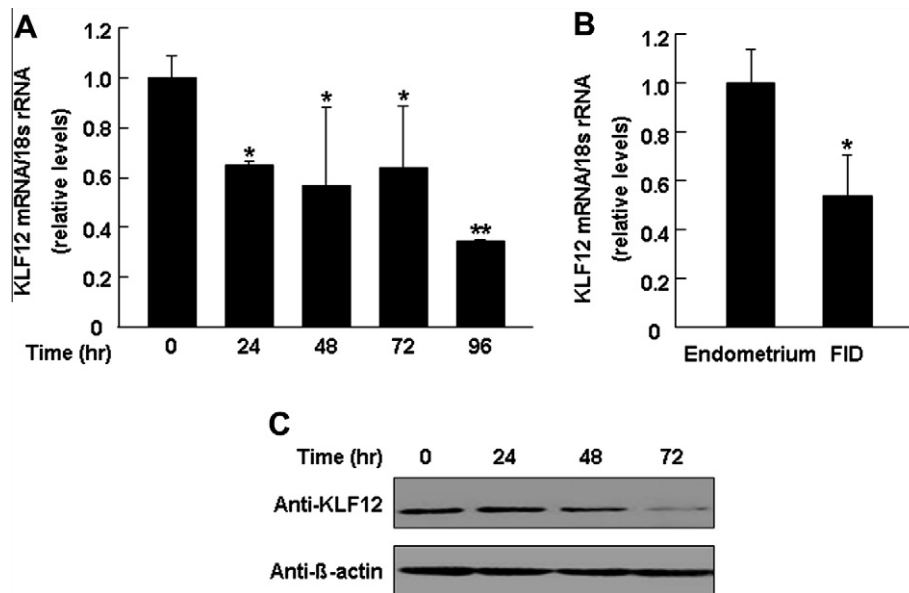 A
KLF12 mRNA/18s rRNA
(relative levels)
1.2
1.0
0.8
0.6
0.4
0.2
0
*
*
*
**
Time (hr) 0 24 48 72 96
B
KLF12 mRNA/18s rRNA
(relative levels)
1.2
1.0
0.8
0.6
0.4
0.2
0
*
Endometrium FID
C
Time (hr) 0 24 48 72
Anti-KLF12
Anti-ß-actin